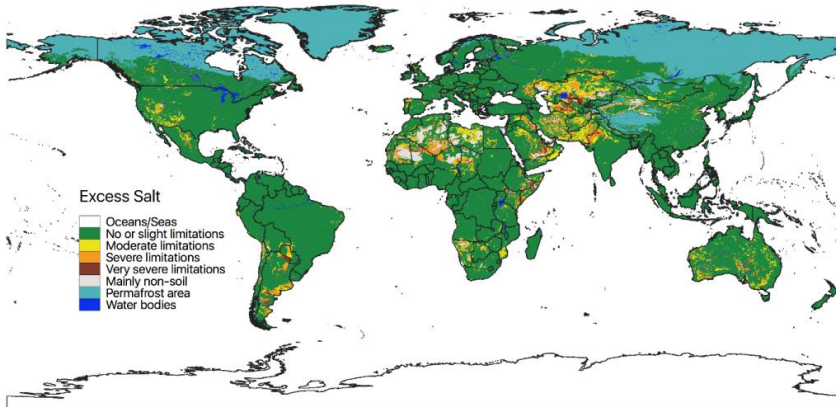 Excess Salt
Oceans/Seas
No or slight limitations
Moderate limitations
Severe limitations
Very severe limitations
Mainly non-soil
Permafrost area
Water bodies